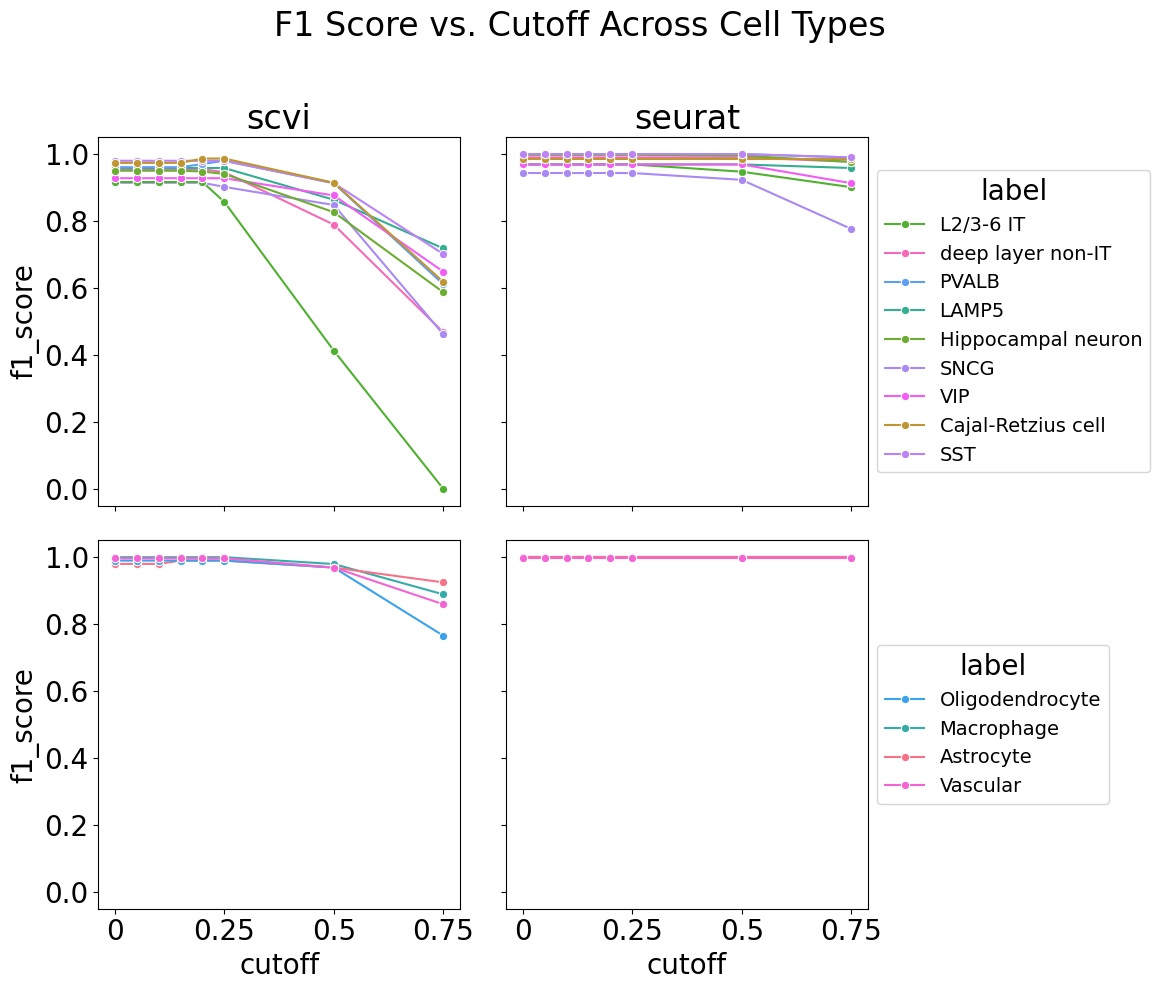 F1 Score vs. Cutoff Across Cell Types
scvi
seurat
1.0
0.8
0.6
0.4
0.2
0.0
f1_score
label
L2/3-6 IT
deep layer non-IT
PVALB
LAMP5
Hippocampal neuron
SNCG
VIP
Cajal-Retzius cell
SST
1.0
0.8
0.6
0.4
0.2
0.0
f1_score
label
Oligodendrocyte
Macrophage
Astrocyte
Vascular
0 0.25 0.5 0.75
cutoff
0 0.25 0.5 0.75
cutoff